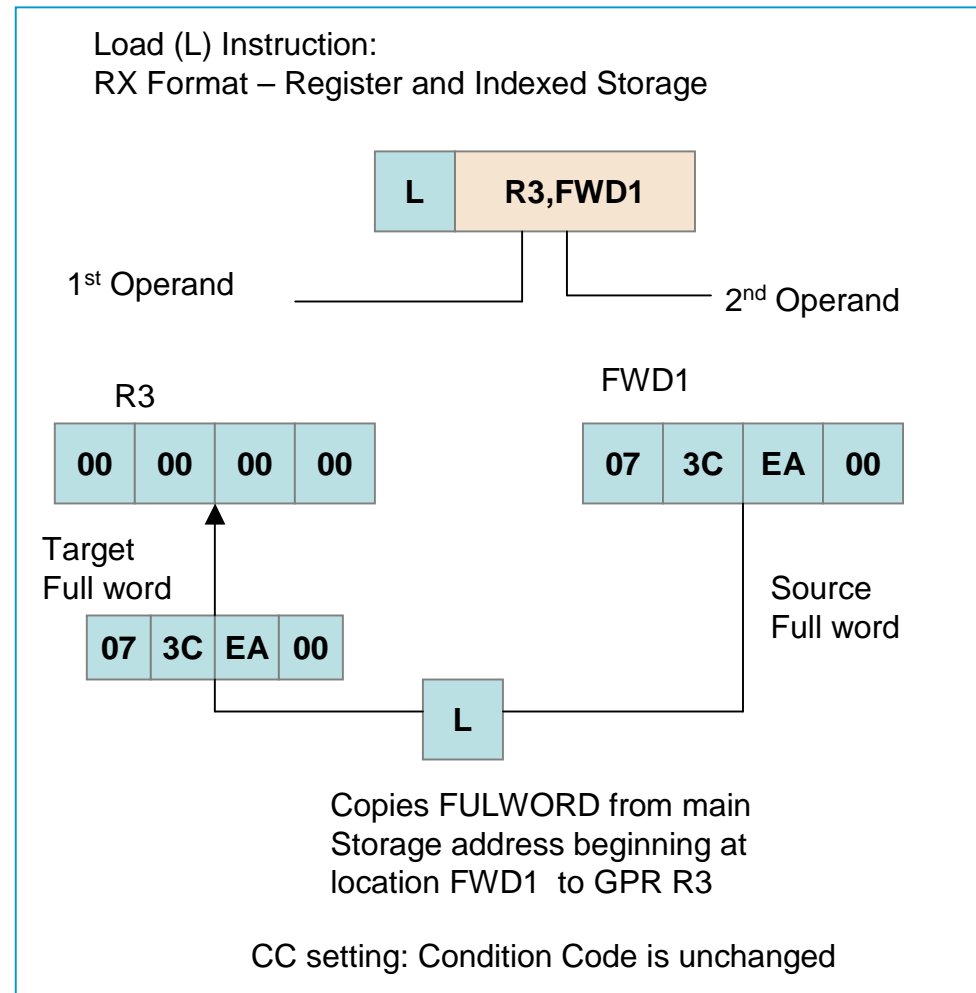 Load (L) Instruction:
RX Format – Register and Indexed Storage
L R3,FWD1
1st Operand
2nd Operand
R3
FWD1
00 00 00 00
07 3C EA 00
Target
Full word
Source
Full word
07 3C EA 00
L
Copies FULWORD from main
Storage address beginning at
location FWD1 to GPR R3
CC setting: Condition Code is unchanged